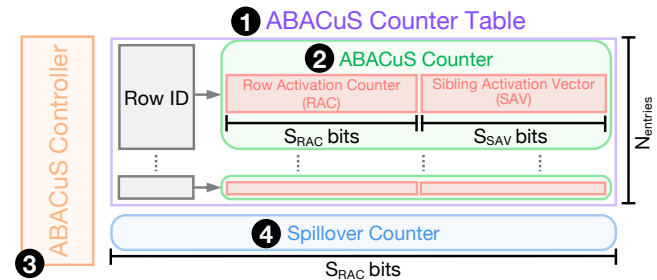 1 ABACuS Counter Table
2 ABACuS Counter
Row ID
Row Activation Counter
(RAC)
Sibling Activation Vector
(SAV)
SRAC bits
SSAV bits
Nentries
ABACuS Controller
3
4 Spillover Counter
SRAC bits